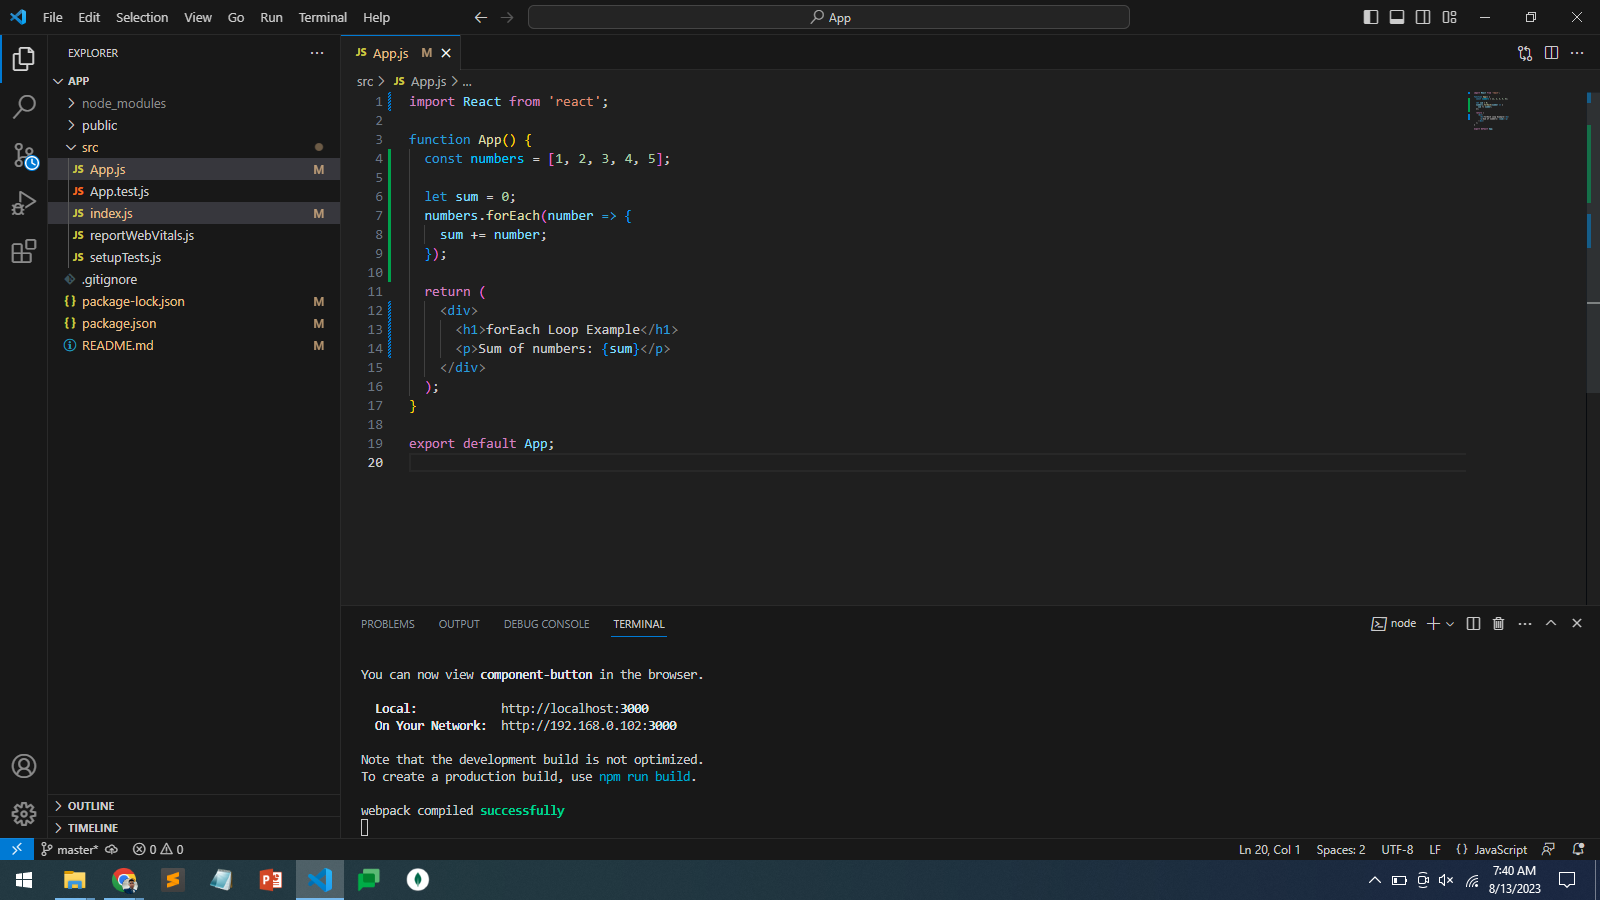 File Edit Selection View Go Run Terminal Help
App
EXPLORER
APP
node_modules
public
src
JS App.js M
JS App.test.js
JS index.js M
JS reportWebVitals.js
JS setupTests.js
.gitignore
{} package-lock.json M
{} package.json M
README.md M
OUTLINE
TIMELINE
JS App.js M
src > JS App.js > ...
1 import React from 'react';
2
3 function App() {
4 const numbers = [1, 2, 3, 4, 5];
5
6 let sum = 0;
7 numbers.forEach(number => {
8 sum += number;
9 });
10
11 return (
12 <div>
13 <h1>forEach Loop Example</h1>
14 <p>Sum of numbers: {sum}</p>
15 </div>
16 );
17 }
18
19 export default App;
20
PROBLEMS OUTPUT DEBUG CONSOLE TERMINAL
node
You can now view component-button in the browser.
Local: http://localhost:3000
On Your Network: http://192.168.0.102:3000
Note that the development build is not optimized.
To create a production build, use npm run build.
webpack compiled successfully
master* 0 0
Ln 20, Col 1 Spaces: 2 UTF-8 LF {} JavaScript
7:40 AM
8/13/2023